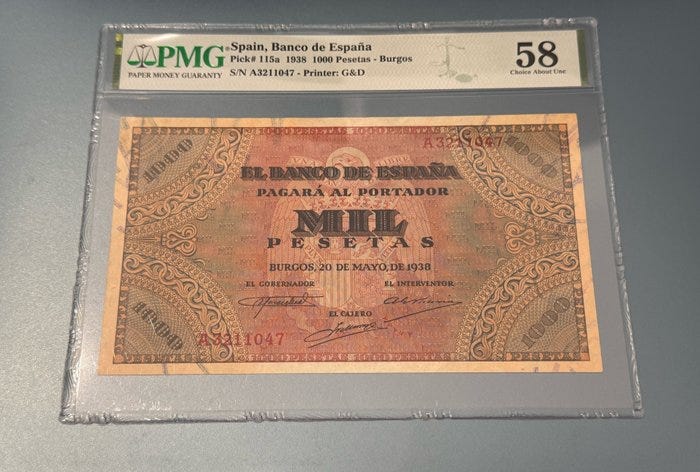 PMG
PAPER MONEY GUARANTY
Spain, Banco de España
Pick# 115a 1938 1000 Pesetas - Burgos
S/N A3211047 - Printer: G&D
58
Choice About Unc
A3211047
1000
1000
EL BANCO DE ESPAÑA
PAGARÁ AL PORTADOR
MIL
PESETAS
BURGOS, 20 DE MAYO, DE 1938
EL GOBERNADOR
EL INTERVENTOR
EL CAJERO
1000
1000
A3211047